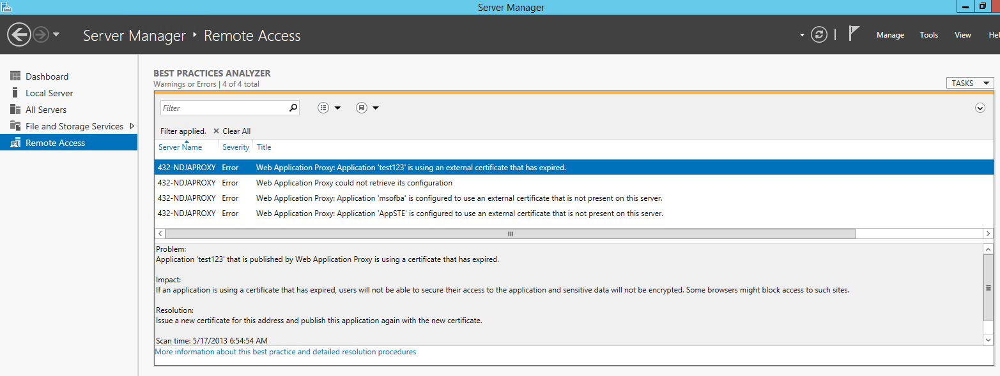 Server Manager
Server Manager ‣ Remote Access
Manage Tools View Hel
Dashboard
Local Server
All Servers
File and Storage Services
Remote Access
BEST PRACTICES ANALYZER
Warnings or Errors | 4 of 4 total
TASKS
Filter
Filter applied. Clear All
Server Name Severity Title
432-NDJAPROXY Error Web Application Proxy: Application 'test123' is using an external certificate that has expired.
432-NDJAPROXY Error Web Application Proxy could not retrieve its configuration
432-NDJAPROXY Error Web Application Proxy: Application 'msofba' is configured to use an external certificate that is not present on this server.
432-NDJAPROXY Error Web Application Proxy: Application 'AppSTE' is configured to use an external certificate that is not present on this server.
Problem:
Application 'test123' that is published by Web Application Proxy is using a certificate that has expired.
Impact:
If an application is using a certificate that has expired, users will not be able to secure their access to the application and sensitive data will not be encrypted. Some browsers might block access to such sites.
Resolution:
Issue a new certificate for this address and publish this application again with the new certificate.
Scan time: 5/17/2013 6:54:54 AM
More information about this best practice and detailed resolution procedures